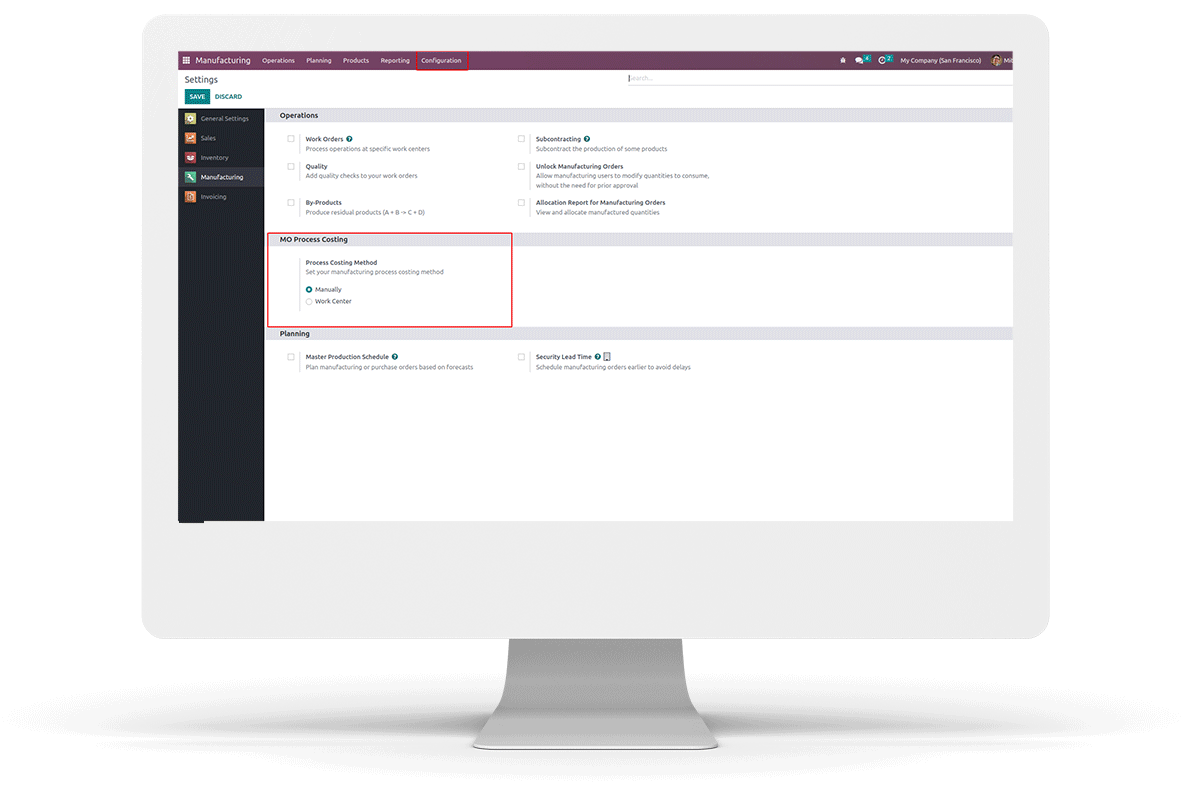 Manufacturing Operations Planning Products Reporting Configuration 2 My Company (San Francisco)
Settings
Search...
SAVE DISCARD
General Settings
Sales
Inventory
Manufacturing
Invoicing
Operations
Work Orders ?
Process operations at specific work centers
Subcontracting ?
Subcontract the production of some products
Quality
Add quality checks to your work orders
Unlock Manufacturing Orders
Allow manufacturing users to modify quantities to consume,
without the need for prior approval
By-Products
Produce residual products (A + B -> C + D)
Allocation Report for Manufacturing Orders
View and allocate manufactured quantities
MO Process Costing
Process Costing Method
Set your manufacturing process costing method
Manually
Work Center
Planning
Master Production Schedule ?
Plan manufacturing or purchase orders based on forecasts
Security Lead Time ?
Schedule manufacturing orders earlier to avoid delays